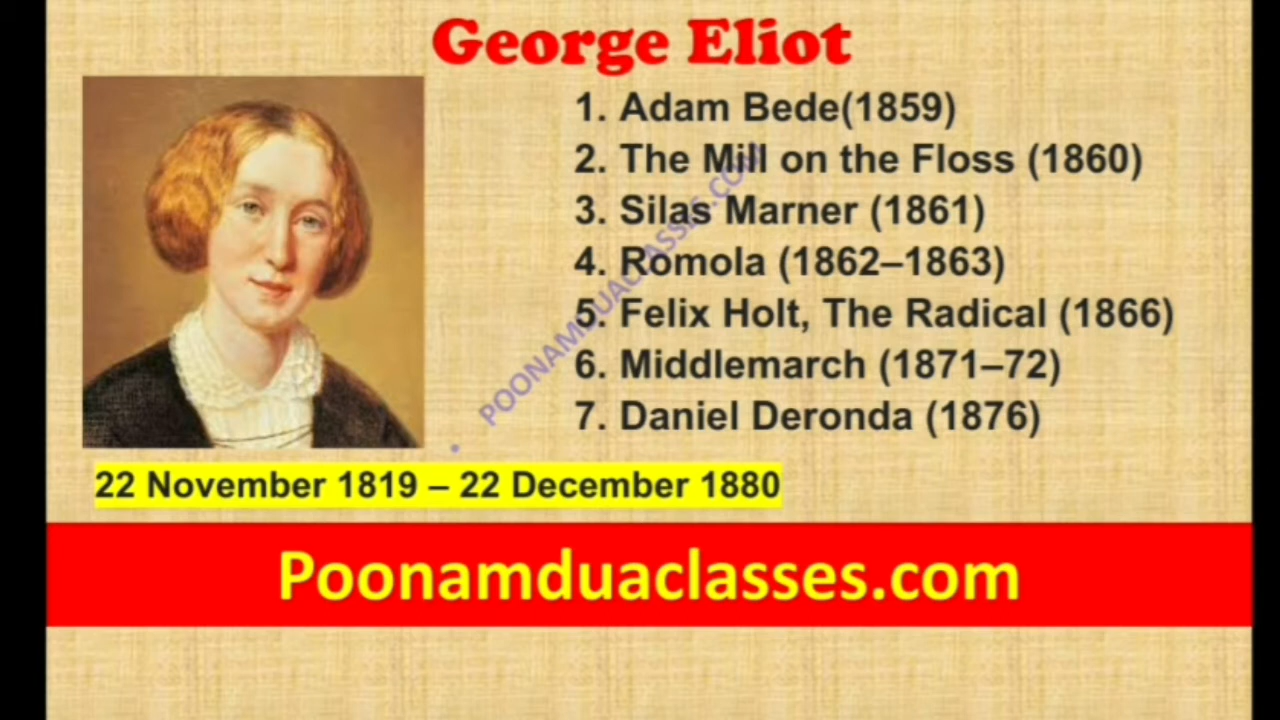 George Eliot
1. Adam Bede(1859)
2. The Mill on the Floss (1860)
3. Silas Marner (1861)
4. Romola (1862–1863)
5. Felix Holt, The Radical (1866)
6. Middlemarch (1871–72)
7. Daniel Deronda (1876)
• POONAMDUACLASSES.COM
22 November 1819 – 22 December 1880
Poonamduaclasses.com